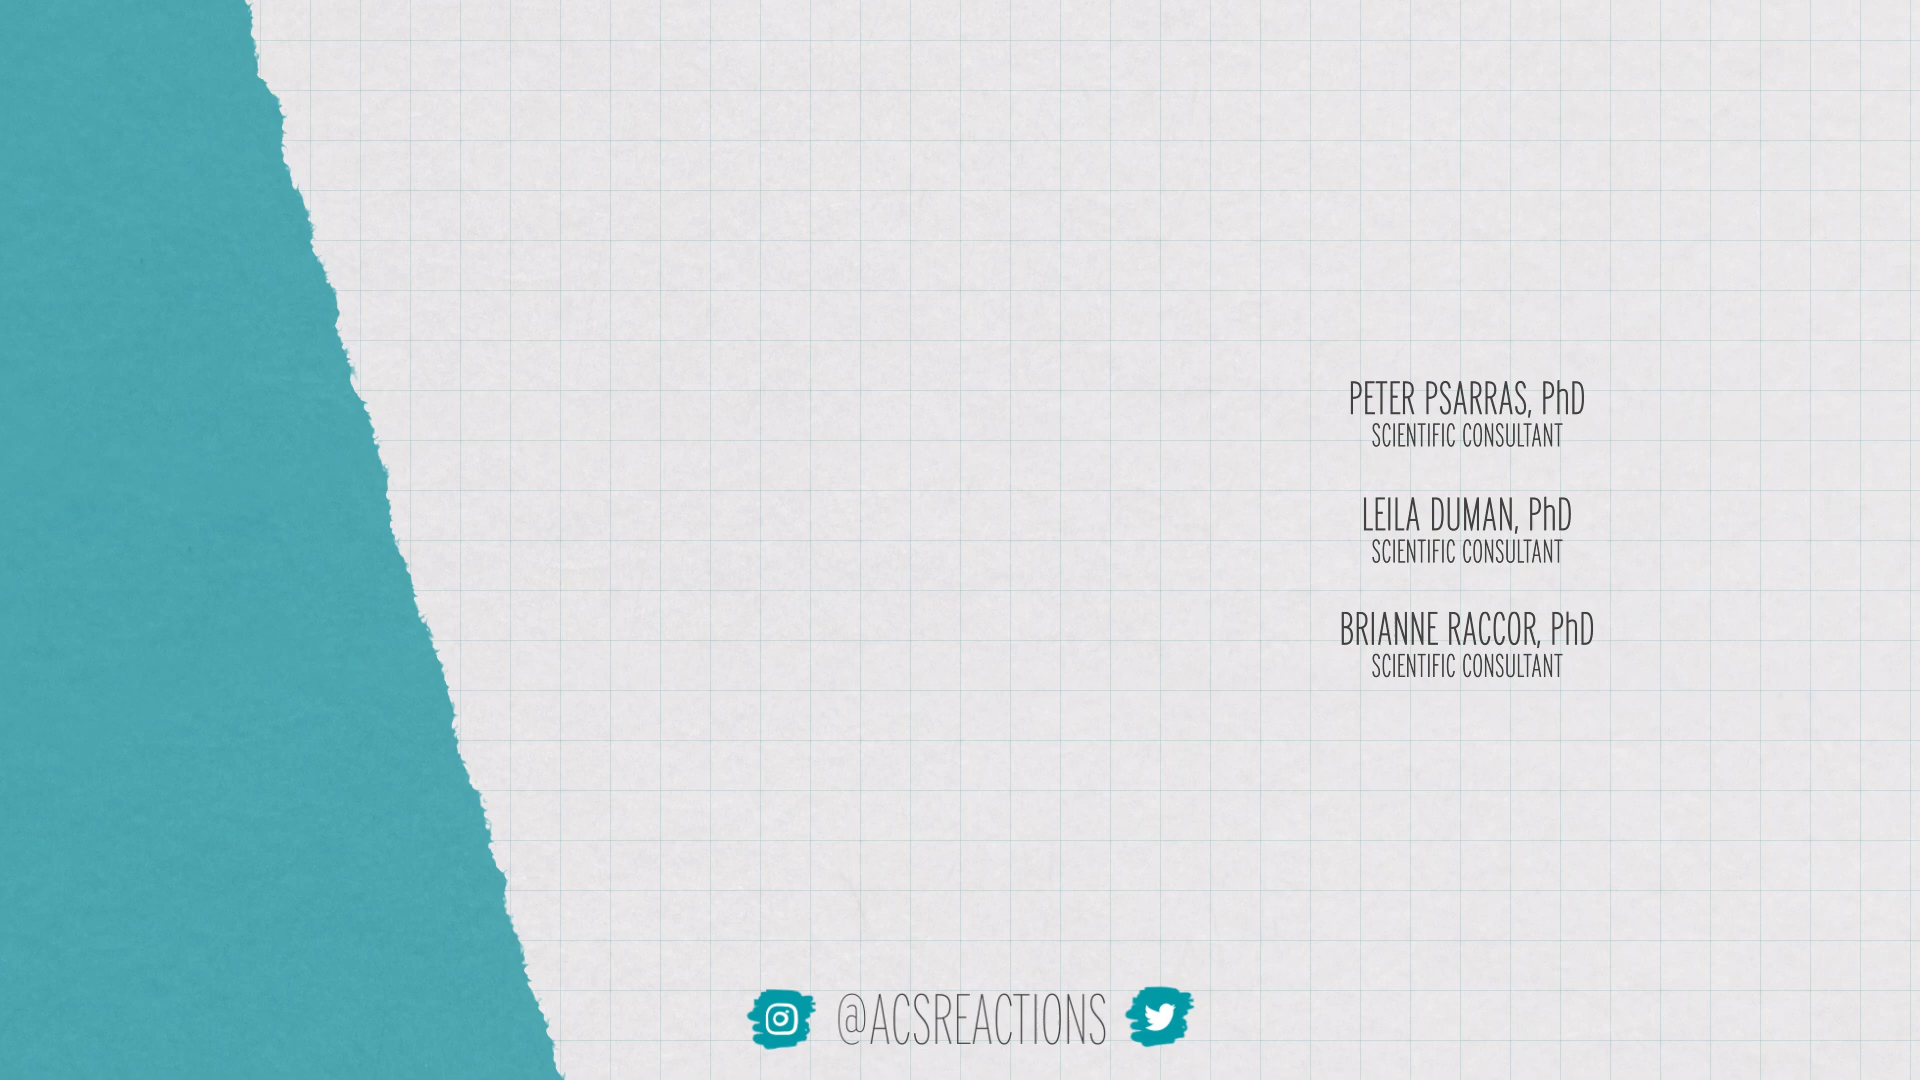 PETER PSARRAS, PhD
SCIENTIFIC CONSULTANT
LEILA DUMAN, PhD
SCIENTIFIC CONSULTANT
BRIANNE RACCOR, PhD
SCIENTIFIC CONSULTANT
@ACSREACTIONS